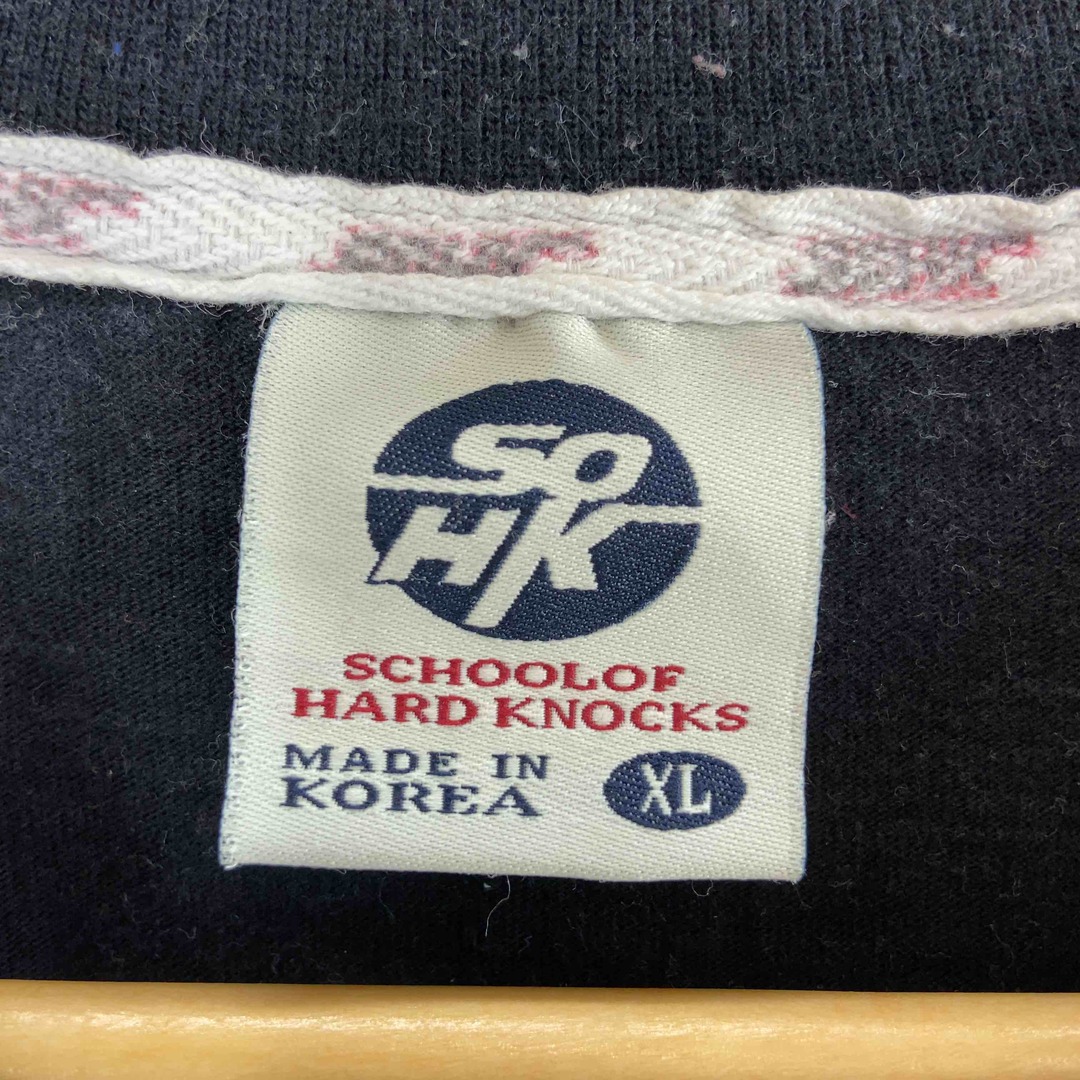 SO
HK
SCHOOLOF
HARD KNOCKS
MADE IN
KOREA
XL